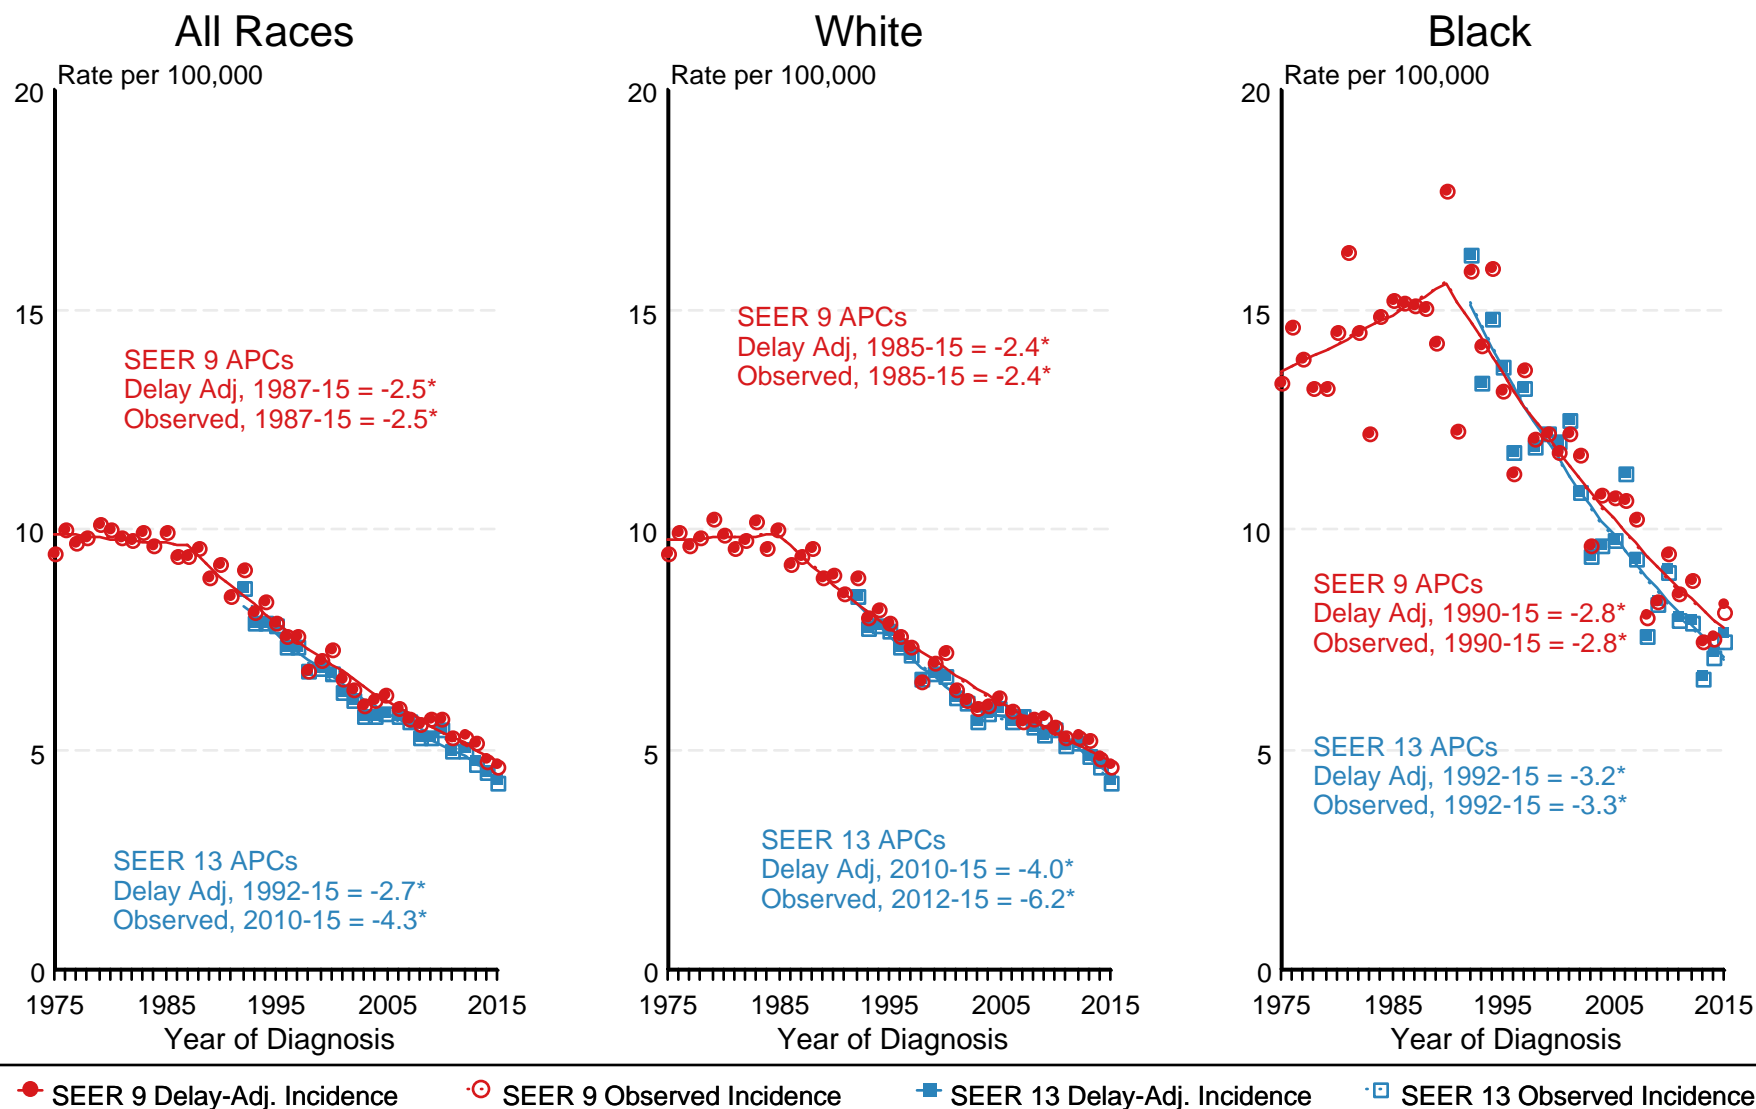 All Races
Rate per 100,000
20
15
10
5
0
SEER 9 APCs
Delay Adj, 1987-15 = -2.5*
Observed, 1987-15 = -2.5*
SEER 13 APCs
Delay Adj, 1992-15 = -2.7*
Observed, 2010-15 = -4.3*
1975 1985 1995 2005 2015
Year of Diagnosis
White
Rate per 100,000
20
15
10
5
0
SEER 9 APCs
Delay Adj, 1985-15 = -2.4*
Observed, 1985-15 = -2.4*
SEER 13 APCs
Delay Adj, 2010-15 = -4.0*
Observed, 2012-15 = -6.2*
1975 1985 1995 2005 2015
Year of Diagnosis
Black
Rate per 100,000
20
15
10
5
0
SEER 9 APCs
Delay Adj, 1990-15 = -2.8*
Observed, 1990-15 = -2.8*
SEER 13 APCs
Delay Adj, 1992-15 = -3.2*
Observed, 1992-15 = -3.3*
1975 1985 1995 2005 2015
Year of Diagnosis
SEER 9 Delay-Adj. Incidence SEER 9 Observed Incidence SEER 13 Delay-Adj. Incidence SEER 13 Observed Incidence